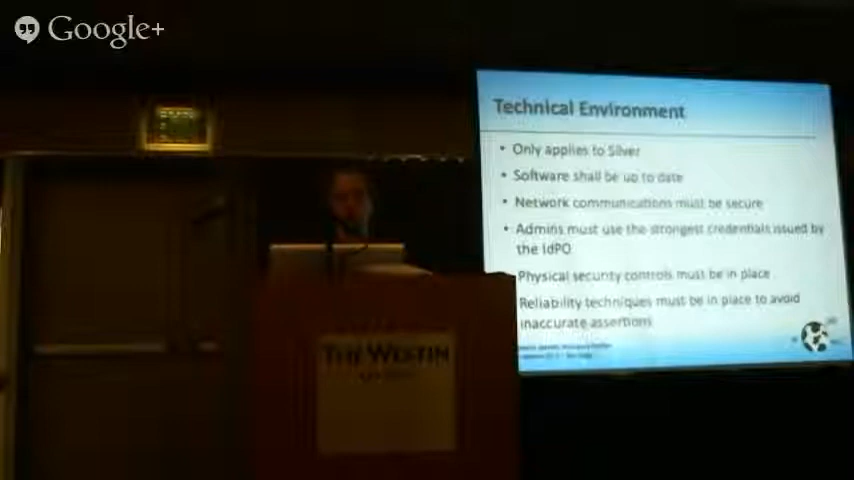 Google+
Technical Environment
• Only applies to Silver
• Software shall be up to date
• Network communications must be secure
• Admins must use the strongest credentials issued by
the IdPO
Physical security controls must be in place
Reliability techniques must be in place to avoid
inaccurate assertions
THE WESTIN